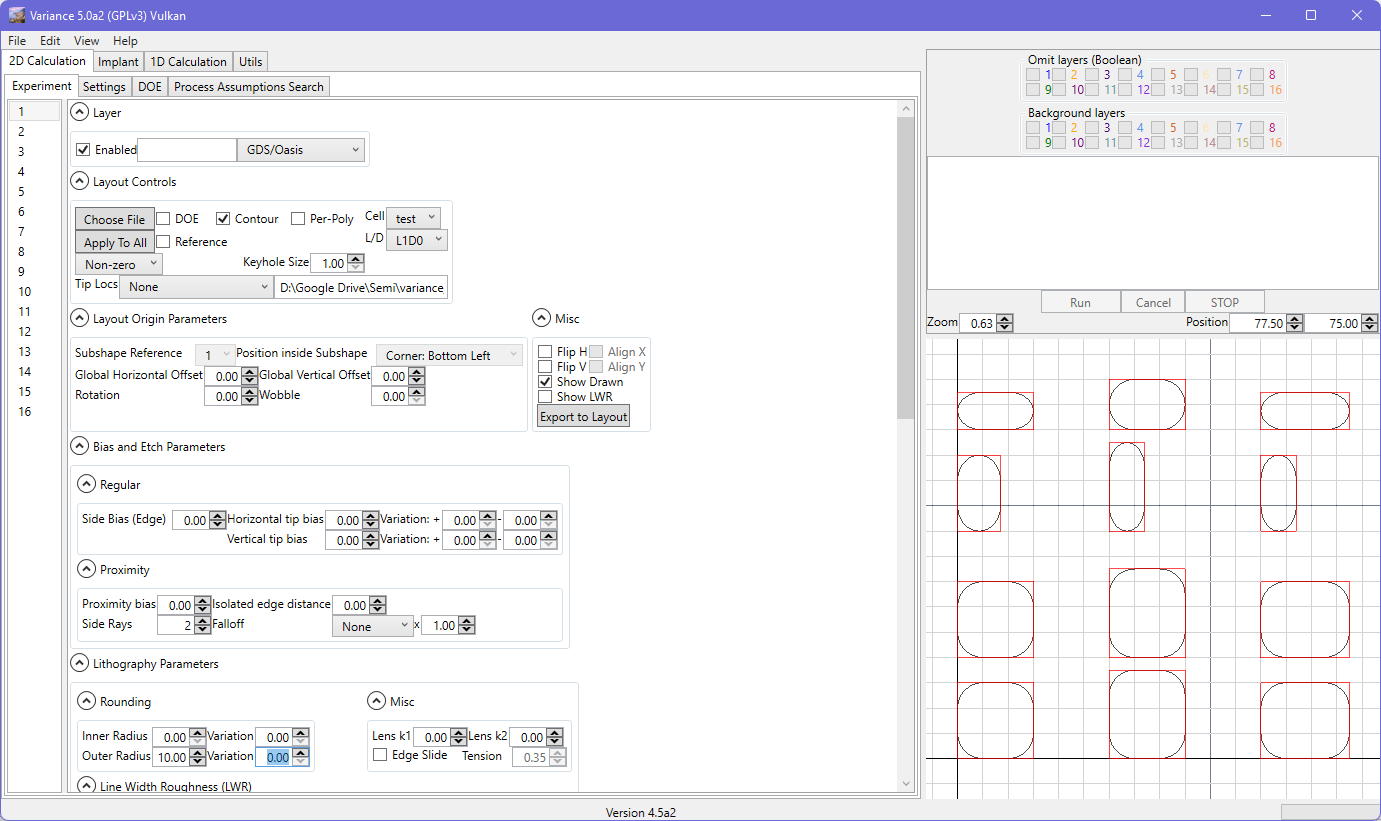 Variance 5.0a2 (GPLv3) Vulkan
File Edit View Help
2D Calculation Implant 1D Calculation Utils
Experiment Settings DOE Process Assumptions Search
1
2
3
4
5
6
7
8
9
10
11
12
13
14
15
16
Layer
Enabled GDS/Oasis
Layout Controls
Choose File DOE Contour Per-Poly Cell test
Apply To All Reference L/D L1D0
Non-zero Keyhole Size 1.00
Tip Locs None D:\Google Drive\Semi\variance
Layout Origin Parameters
Subshape Reference 1 Position inside Subshape Corner: Bottom Left
Global Horizontal Offset 0.00 Global Vertical Offset 0.00
Rotation 0.00 Wobble 0.00
Misc
Flip H Align X
Flip V Align Y
Show Drawn
Show LWR
Export to Layout
Bias and Etch Parameters
Regular
Side Bias (Edge) 0.00 Horizontal tip bias 0.00 Variation: + 0.00 - 0.00
Vertical tip bias 0.00 Variation: + 0.00 - 0.00
Proximity
Proximity bias 0.00 Isolated edge distance 0.00
Side Rays 2 Falloff None x 1.00
Lithography Parameters
Rounding
Inner Radius 0.00 Variation 0.00
Outer Radius 10.00 Variation 0.00
Misc
Lens k1 0.00 Lens k2 0.00
Edge Slide Tension 0.35
Line Width Roughness (LWR)
Omit layers (Boolean)
1 2 3 4 5 6 7 8
9 10 11 12 13 14 15 16
Background layers
1 2 3 4 5 6 7 8
9 10 11 12 13 14 15 16
Run Cancel STOP
Zoom 0.63 Position 77.50 75.00
Version 4.5a2